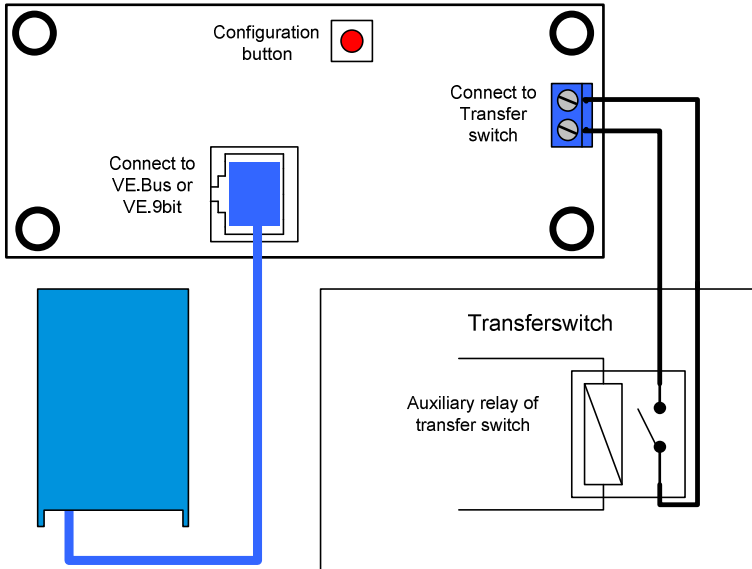 Configuration
button
Connect to
Transfer
switch
Connect to
VE.Bus or
VE.9bit
Transferswitch
Auxiliary relay of
transfer switch